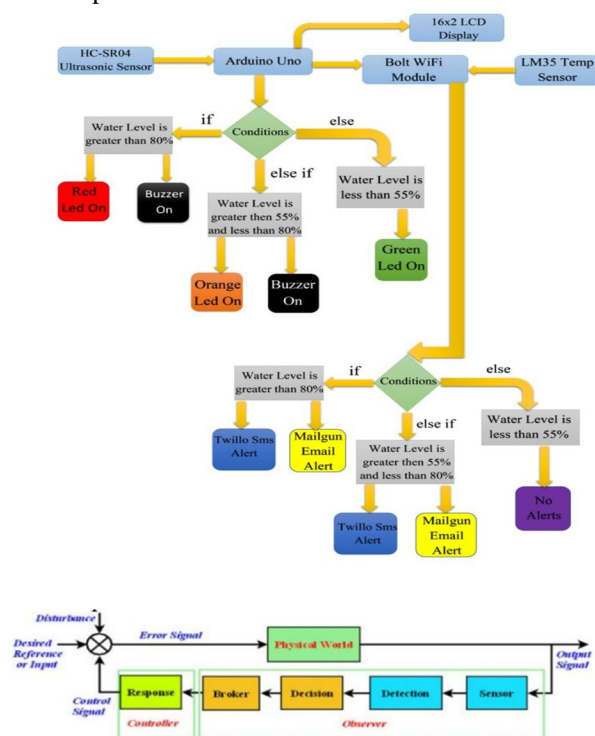 16x2 LCD
Display
HC-SR04
Ultrasonic Sensor
Arduino Uno
Bolt WiFi
Module
LM35 Temp
Sensor
if
Conditions
else
Water Level is
greater than 80%
else if
Water Level is
less than 55%
Red
Led On
Buzzer
On
Water Level is
greater then 55%
and less than 80%
Green
Led On
Orange
Led On
Buzzer
On
if
Conditions
else
Water Level is
greater than 80%
else if
Water Level is
less than 55%
Twillo Sms
Alert
Mailgun
Email
Alert
Water Level is
greater then 55%
and less than 80%
No
Alerts
Twillo Sms
Alert
Mailgun
Email
Alert
Disturbance
Desired
Reference
or Input
Error Signal
Physical World
Output
Signal
Control
Signal
Response
Broker
Decision
Detection
Sensor
Controller
Observer